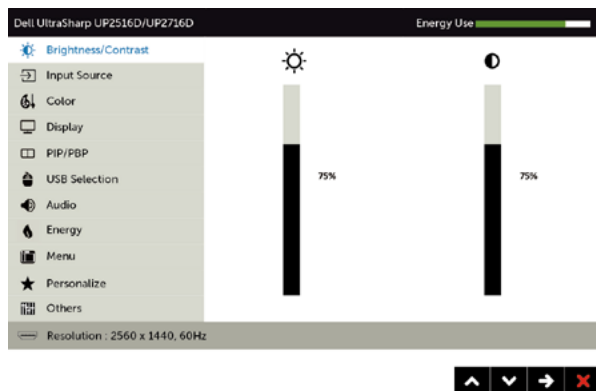 Dell UltraSharp UP2516D/UP2716D Energy Use
Brightness/Contrast
Input Source
Color
Display
PIP/PBP
USB Selection
75% 75%
Audio
Energy
Menu
Personalize
Others
Resolution : 2560 x 1440, 60Hz